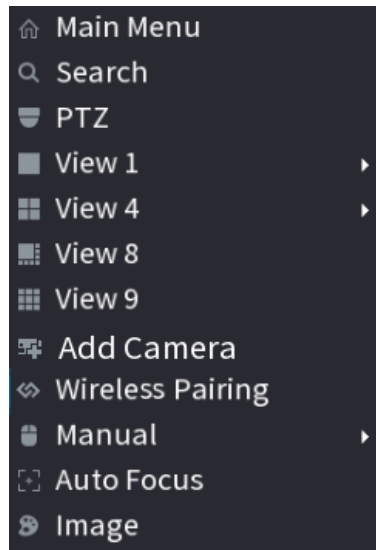 Main Menu
Search
PTZ
View 1
View 4
View 8
View 9
Add Camera
Wireless Pairing
Manual
Auto Focus
Image